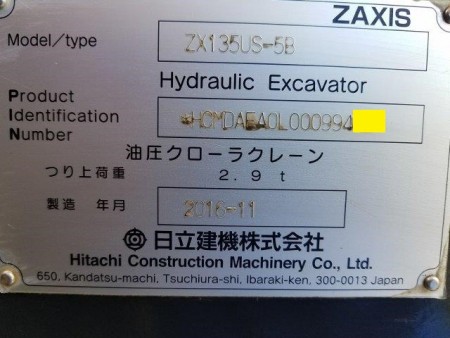 ZAXIS
Model/type ZX135US-5B
Hydraulic Excavator
Product
Identification
Number
油圧クローラクレーン
つり上荷重 2.9 t
製造 年月 2016-11
日立建機株式会社
Hitachi Construction Machinery Co., Ltd.
650, Kandatsu-machi, Tsuchiura-shi, Ibaraki-ken, 300-0013 Japan